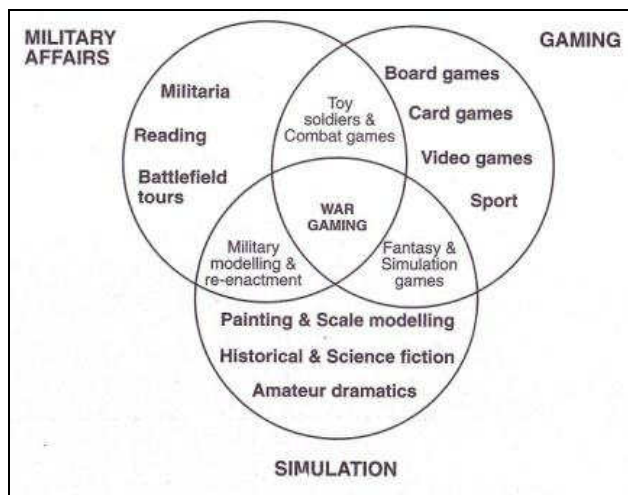 MILITARY
AFFAIRS
GAMING
Militaria
Reading
Battlefield
tours
Toy
soldiers &
Combat games
Board games
Card games
Video games
Sport
WAR
GAMING
Military
modelling &
re-enactment
Fantasy &
Simulation
games
Painting & Scale modelling
Historical & Science fiction
Amateur dramatics
SIMULATION